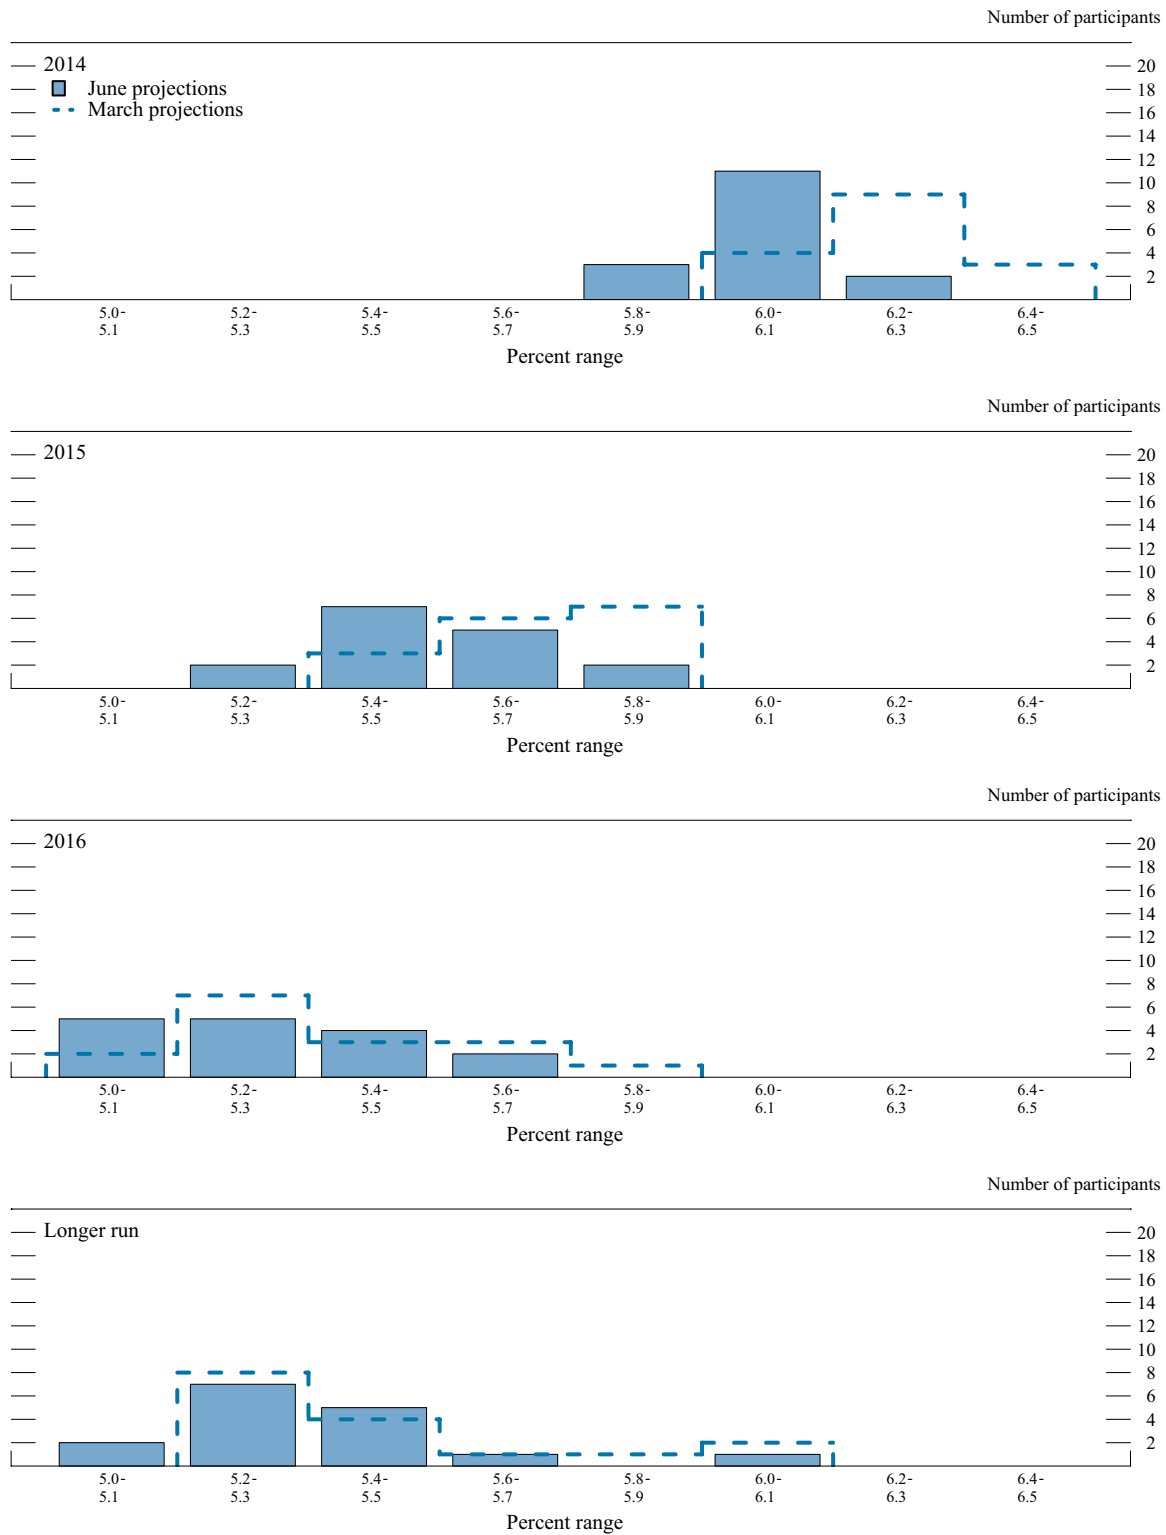 Number of participants
2014
June projections
March projections
20
18
16
14
12
10
8
6
4
2
5.0- 5.2- 5.4- 5.6- 5.8- 6.0- 6.2- 6.4-
5.1 5.3 5.5 5.7 5.9 6.1 6.3 6.5
Percent range
Number of participants
2015
20
18
16
14
12
10
8
6
4
2
5.0- 5.2- 5.4- 5.6- 5.8- 6.0- 6.2- 6.4-
5.1 5.3 5.5 5.7 5.9 6.1 6.3 6.5
Percent range
Number of participants
2016
20
18
16
14
12
10
8
6
4
2
5.0- 5.2- 5.4- 5.6- 5.8- 6.0- 6.2- 6.4-
5.1 5.3 5.5 5.7 5.9 6.1 6.3 6.5
Percent range
Number of participants
Longer run
20
18
16
14
12
10
8
6
4
2
5.0- 5.2- 5.4- 5.6- 5.8- 6.0- 6.2- 6.4-
5.1 5.3 5.5 5.7 5.9 6.1 6.3 6.5
Percent range